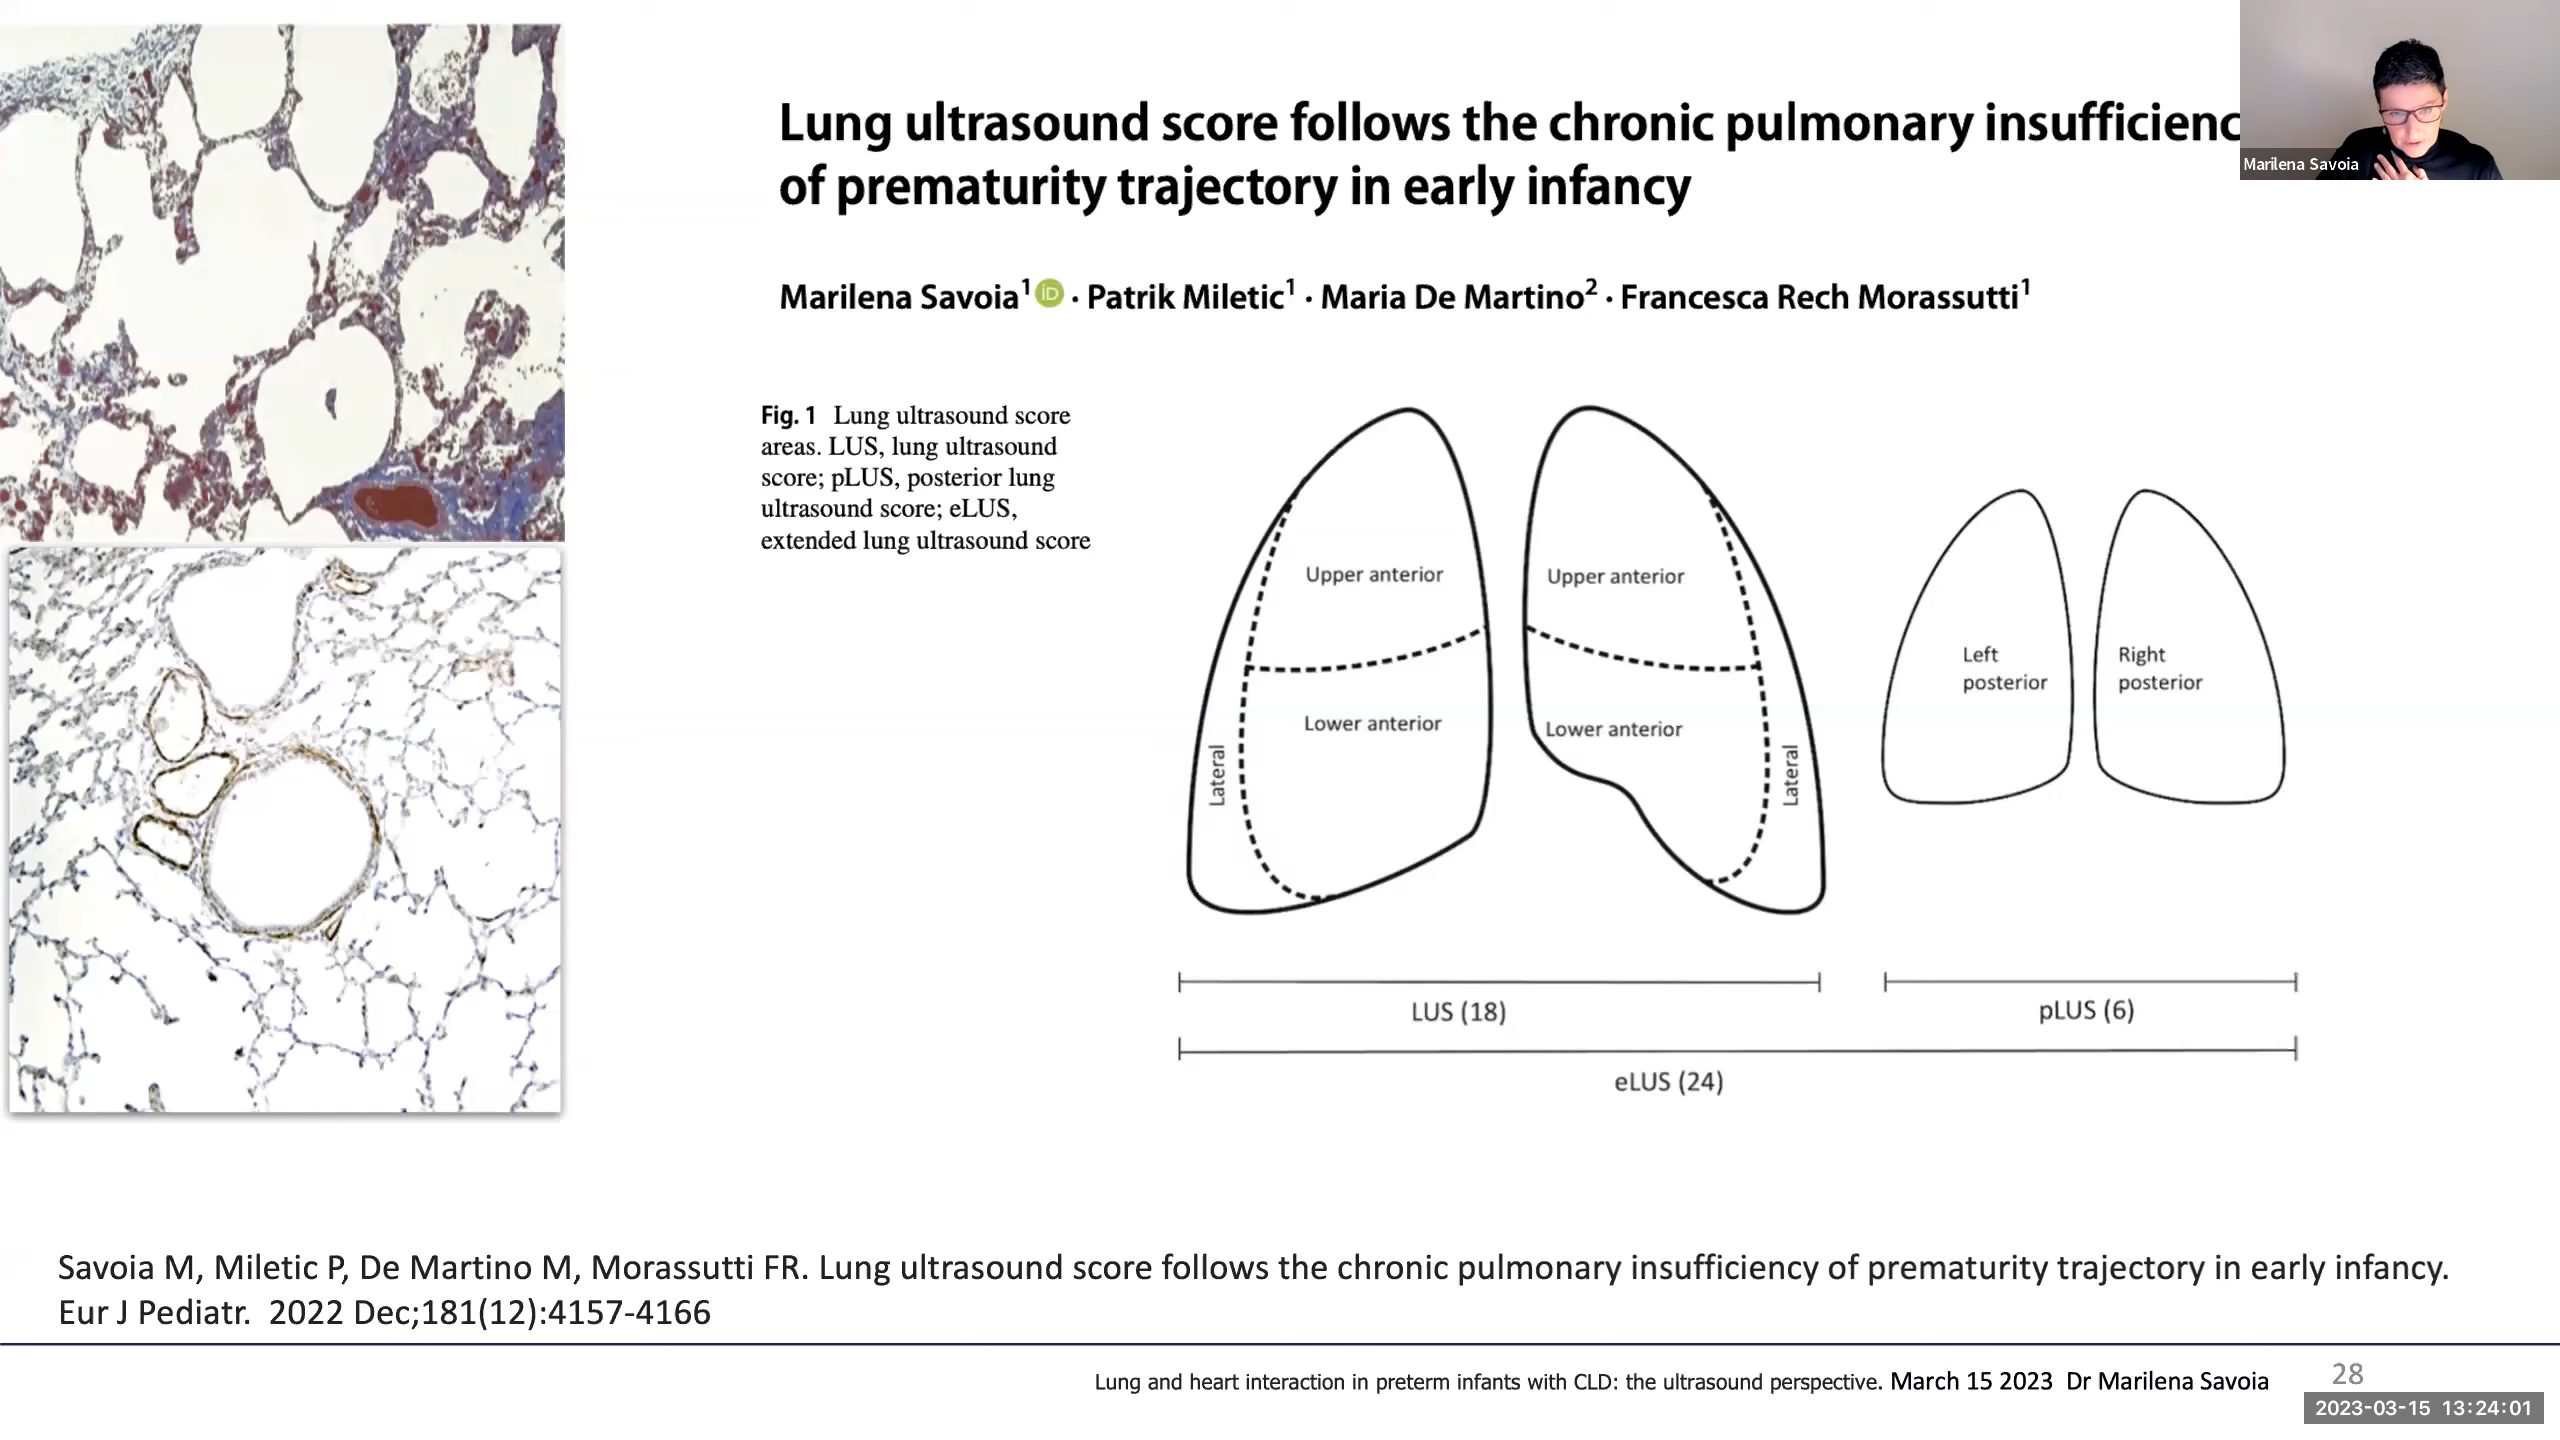 Lung ultrasound score follows the chronic pulmonary insufficienc
of prematurity trajectory in early infancy
Marilena Savoia
Marilena Savoia¹ iD · Patrik Miletic¹ · Maria De Martino² · Francesca Rech Morassutti¹
Fig. 1 Lung ultrasound score
areas. LUS, lung ultrasound
score; pLUS, posterior lung
ultrasound score; eLUS,
extended lung ultrasound score
Upper anterior
Upper anterior
Lower anterior
Lower anterior
Lateral
Lateral
Left
posterior
Right
posterior
LUS (18)
pLUS (6)
eLUS (24)
Savoia M, Miletic P, De Martino M, Morassutti FR. Lung ultrasound score follows the chronic pulmonary insufficiency of prematurity trajectory in early infancy.
Eur J Pediatr. 2022 Dec;181(12):4157-4166
Lung and heart interaction in preterm infants with CLD: the ultrasound perspective. March 15 2023 Dr Marilena Savoia
28
2023-03-15 13:24:01